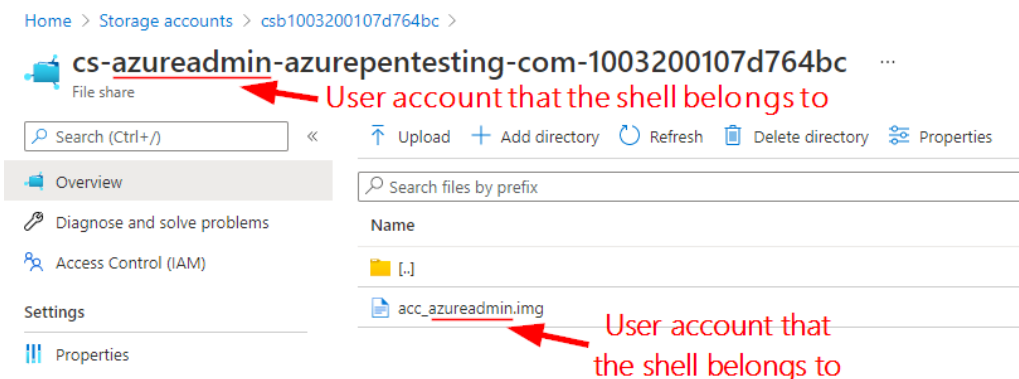 Home > Storage accounts > csb1003200107d764bc >
cs-azureadmin-azurepentesting-com-1003200107d764bc ...
File share
User account that the shell belongs to
Search (Ctrl+/) «
Upload Add directory Refresh Delete directory Properties
Overview
Search files by prefix
Diagnose and solve problems
Name
Access Control (IAM)
[..]
Settings
acc_azureadmin.img
User account that
the shell belongs to
Properties